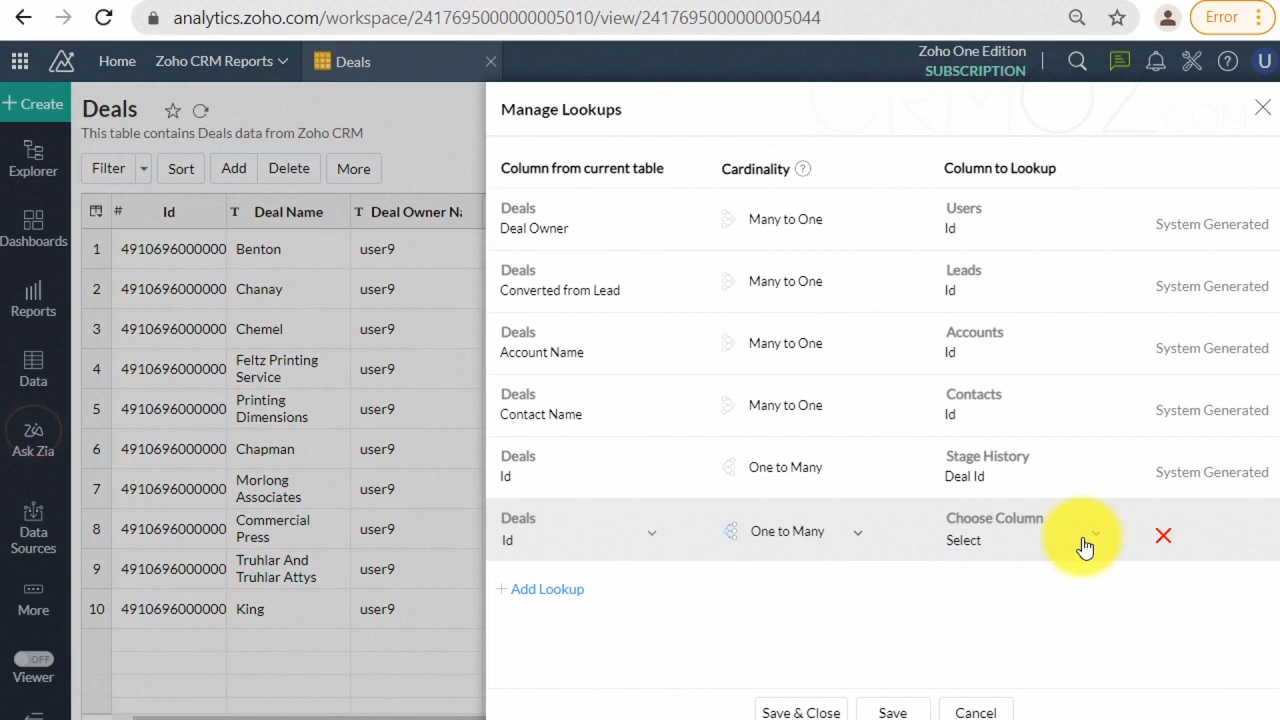 analytics.zoho.com/workspace/2417695000000005010/view/2417695000000005044
Error
Home
Zoho CRM Reports
Deals
Zoho One Edition
SUBSCRIPTION
U
+ Create
Explorer
Dashboards
Reports
Data
Ask Zia
Data
Sources
More
OFF
Viewer
Deals
This table contains Deals data from Zoho CRM
Filter
Sort
Add
Delete
More
# Id T Deal Name T Deal Owner Na
1 4910696000000 Benton user9
2 4910696000000 Chanay user9
3 4910696000000 Chemel user9
4 4910696000000 Feltz Printing
Service user9
5 4910696000000 Printing
Dimensions user9
6 4910696000000 Chapman user9
7 4910696000000 Morlong
Associates user9
8 4910696000000 Commercial
Press user9
9 4910696000000 Truhlar And
Truhlar Attys user9
10 4910696000000 King user9
CRMOZ.COM
Manage Lookups
Column from current table Cardinality ? Column to Lookup
Deals
Deal Owner
Many to One
Users
Id
System Generated
Deals
Converted from Lead
Many to One
Leads
Id
System Generated
Deals
Account Name
Many to One
Accounts
Id
System Generated
Deals
Contact Name
Many to One
Contacts
Id
System Generated
Deals
Id
One to Many
Stage History
Deal Id
System Generated
Deals
Id
One to Many
Choose Column
Select
+ Add Lookup
Save & Close
Save
Cancel